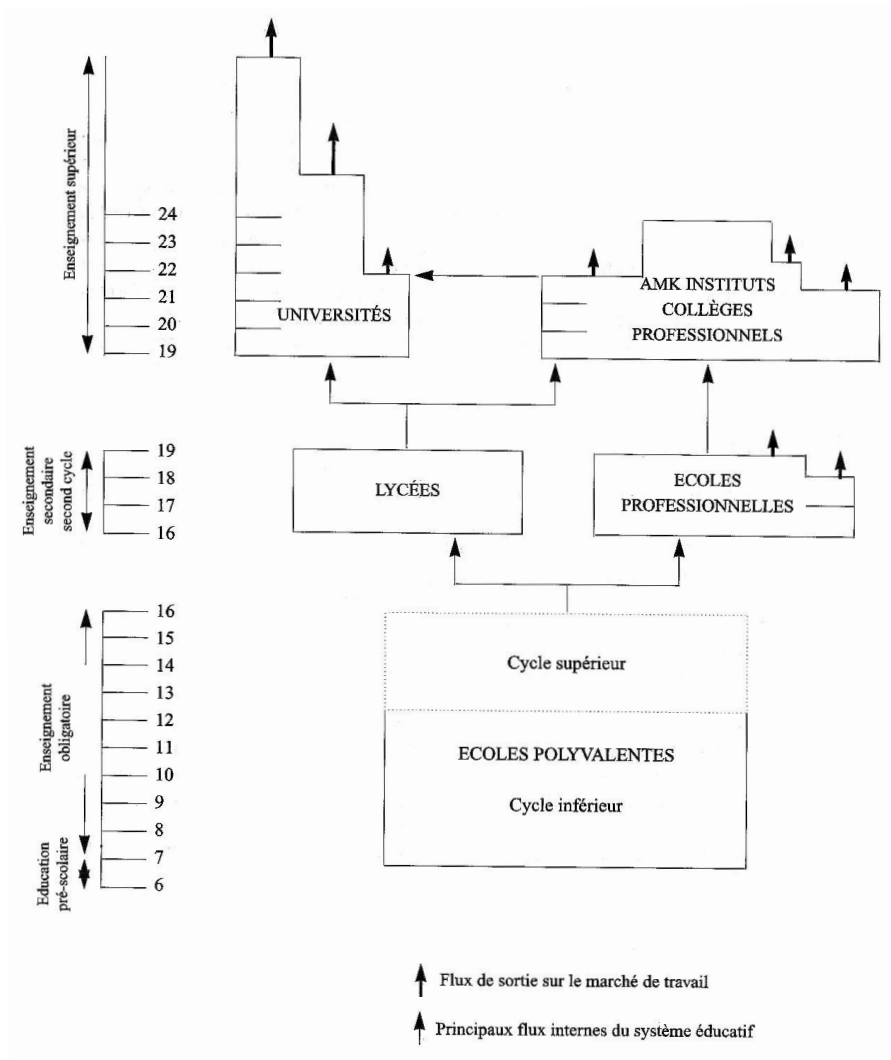 Enseignement supérieur
24
23
22
21
20
19
UNIVERSITÉS
AMK INSTITUTS
COLLÈGES
PROFESSIONNELS
Enseignement
secondaire
second cycle
19
18
17
16
LYCÉES
ECOLES
PROFESSIONNELLES
Enseignement
obligatoire
16
15
14
13
12
11
10
9
8
7
6
Education
pré-scolaire
Cycle supérieur
ECOLES POLYVALENTES
Cycle inférieur
Flux de sortie sur le marché de travail
Principaux flux internes du système éducatif